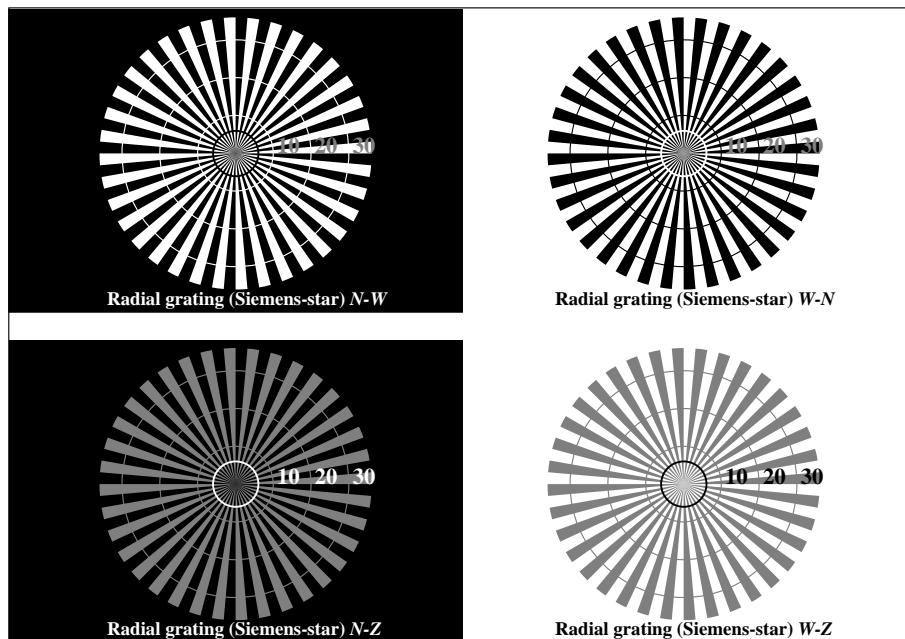 10 20 30
Radial grating (Siemens-star) N-W
10 20 30
Radial grating (Siemens-star) W-N
10 20 30
Radial grating (Siemens-star) N-Z
10 20 30
Radial grating (Siemens-star) W-Z